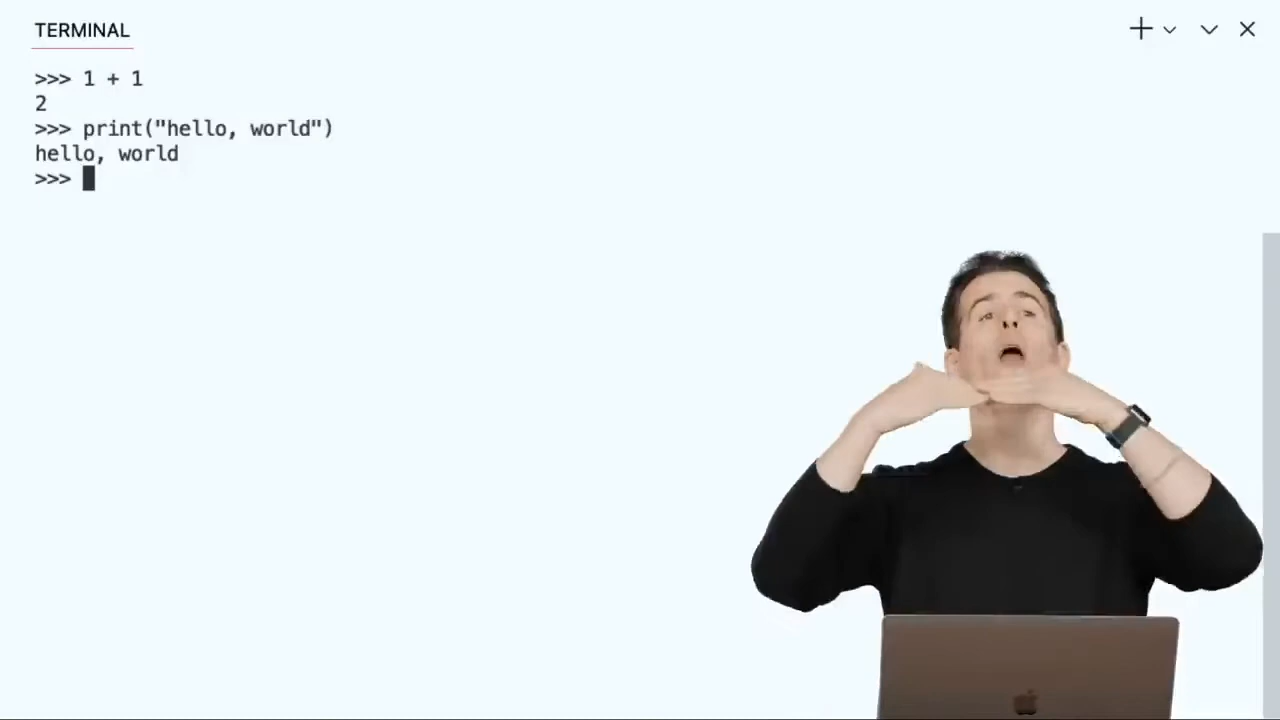 TERMINAL
>>> 1 + 1
2
>>> print("hello, world")
hello, world
>>>